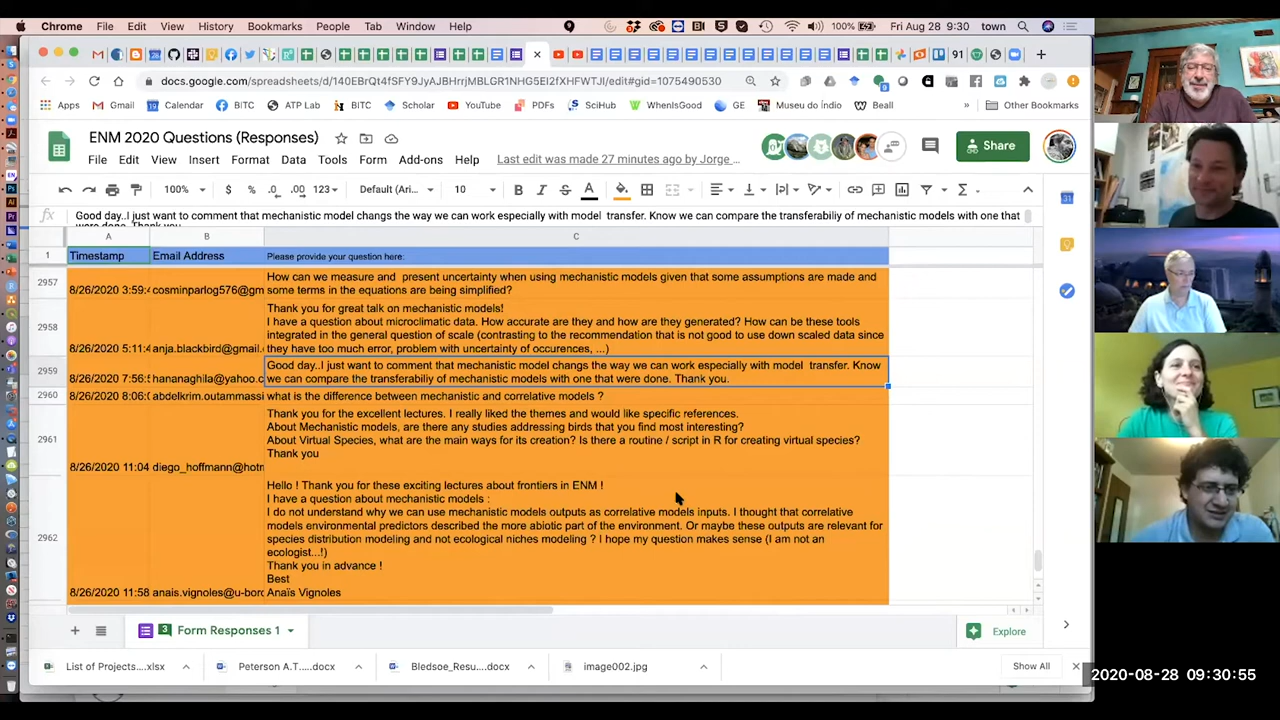 Chrome File Edit View History Bookmarks People Tab Window Help 100% Fri Aug 28 9:30 town
docs.google.com/spreadsheets/d/140EBrQt4fSFY9JyAJBHrrjMBLGR1NHG5EI2fXHFWTJI/edit#gid=1075490530
Apps Gmail Calendar BITC ATP Lab BITC Scholar YouTube PDFs SciHub WhenIsGood GE Museu do Índio Beall » Other Bookmarks
ENM 2020 Questions (Responses)
File Edit View Insert Format Data Tools Form Add-ons Help Last edit was made 27 minutes ago by Jorge ...
Share
100% $ % .0 .00 123 Default (Ari... 10 B I S A
fx Good day..I just want to comment that mechanistic model changes the way we can work especially with model transfer. Know we can compare the transferabiliy of mechanistic models with one that
were done. Thank you.
A B C
1 Timestamp Email Address Please provide your question here:
2957 8/26/2020 3:59:4 cosminparlog576@gm How can we measure and present uncertainty when using mechanistic models given that some assumptions are made and
some terms in the equations are being simplified?
2958 8/26/2020 5:11:4 anja.blackbird@gmail. Thank you for great talk on mechanistic models!
I have a question about microclimatic data. How accurate are they and how are they generated? How can be these tools
integrated in the general question of scale (contrasting to the recommendation that is not good to use down scaled data since
they have too much error, problem with uncertainty of occurences, ...)
2959 8/26/2020 7:56:5 hananaghila@yahoo.c Good day..I just want to comment that mechanistic model changes the way we can work especially with model transfer. Know
we can compare the transferabiliy of mechanistic models with one that were done. Thank you.
2960 8/26/2020 8:06:0 abdelkrim.outammassi what is the difference between mechanistic and correlative models ?
2961 8/26/2020 11:04 diego_hoffmann@hotm Thank you for the excellent lectures. I really liked the themes and would like specific references.
About Mechanistic models, are there any studies addressing birds that you find most interesting?
About Virtual Species, what are the main ways for its creation? Is there a routine / script in R for creating virtual species?
Thank you
2962 8/26/2020 11:58 anais.vignoles@u-bord Hello ! Thank you for these exciting lectures about frontiers in ENM !
I have a question about mechanistic models :
I do not understand why we can use mechanistic models outputs as correlative models inputs. I thought that correlative
models environmental predictors described the more abiotic part of the environment. Or maybe these outputs are relevant for
species distribution modeling and not ecological niches modeling ? I hope my question makes sense (I am not an
ecologist...!)
Thank you in advance !
Best
Anaïs Vignoles
3 Form Responses 1 Explore
List of Projects....xlsx Peterson A.T.....docx Bledsoe_Resu....docx image002.jpg Show All
2020-08-28 09:30:55